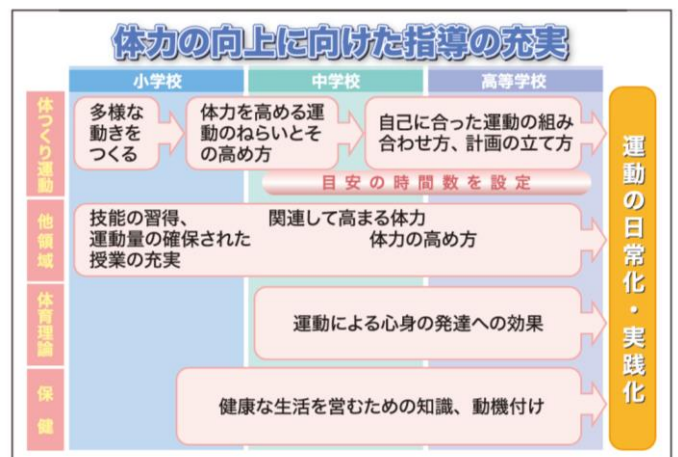 体力の向上に向けた指導の充実
小学校
中学校
高等学校
体つくり運動
多様な
動きを
つくる
体力を高める運
動のねらいとそ
の高め方
自己に合った運動の組み
合わせ方、計画の立て方
目安の時間数を設定
他領域
技能の習得、
運動量の確保された
授業の充実
関連して高まる体力
体力の高め方
体育理論
運動による心身の発達への効果
保健
健康な生活を営むための知識、動機付け
運動の日常化・実践化